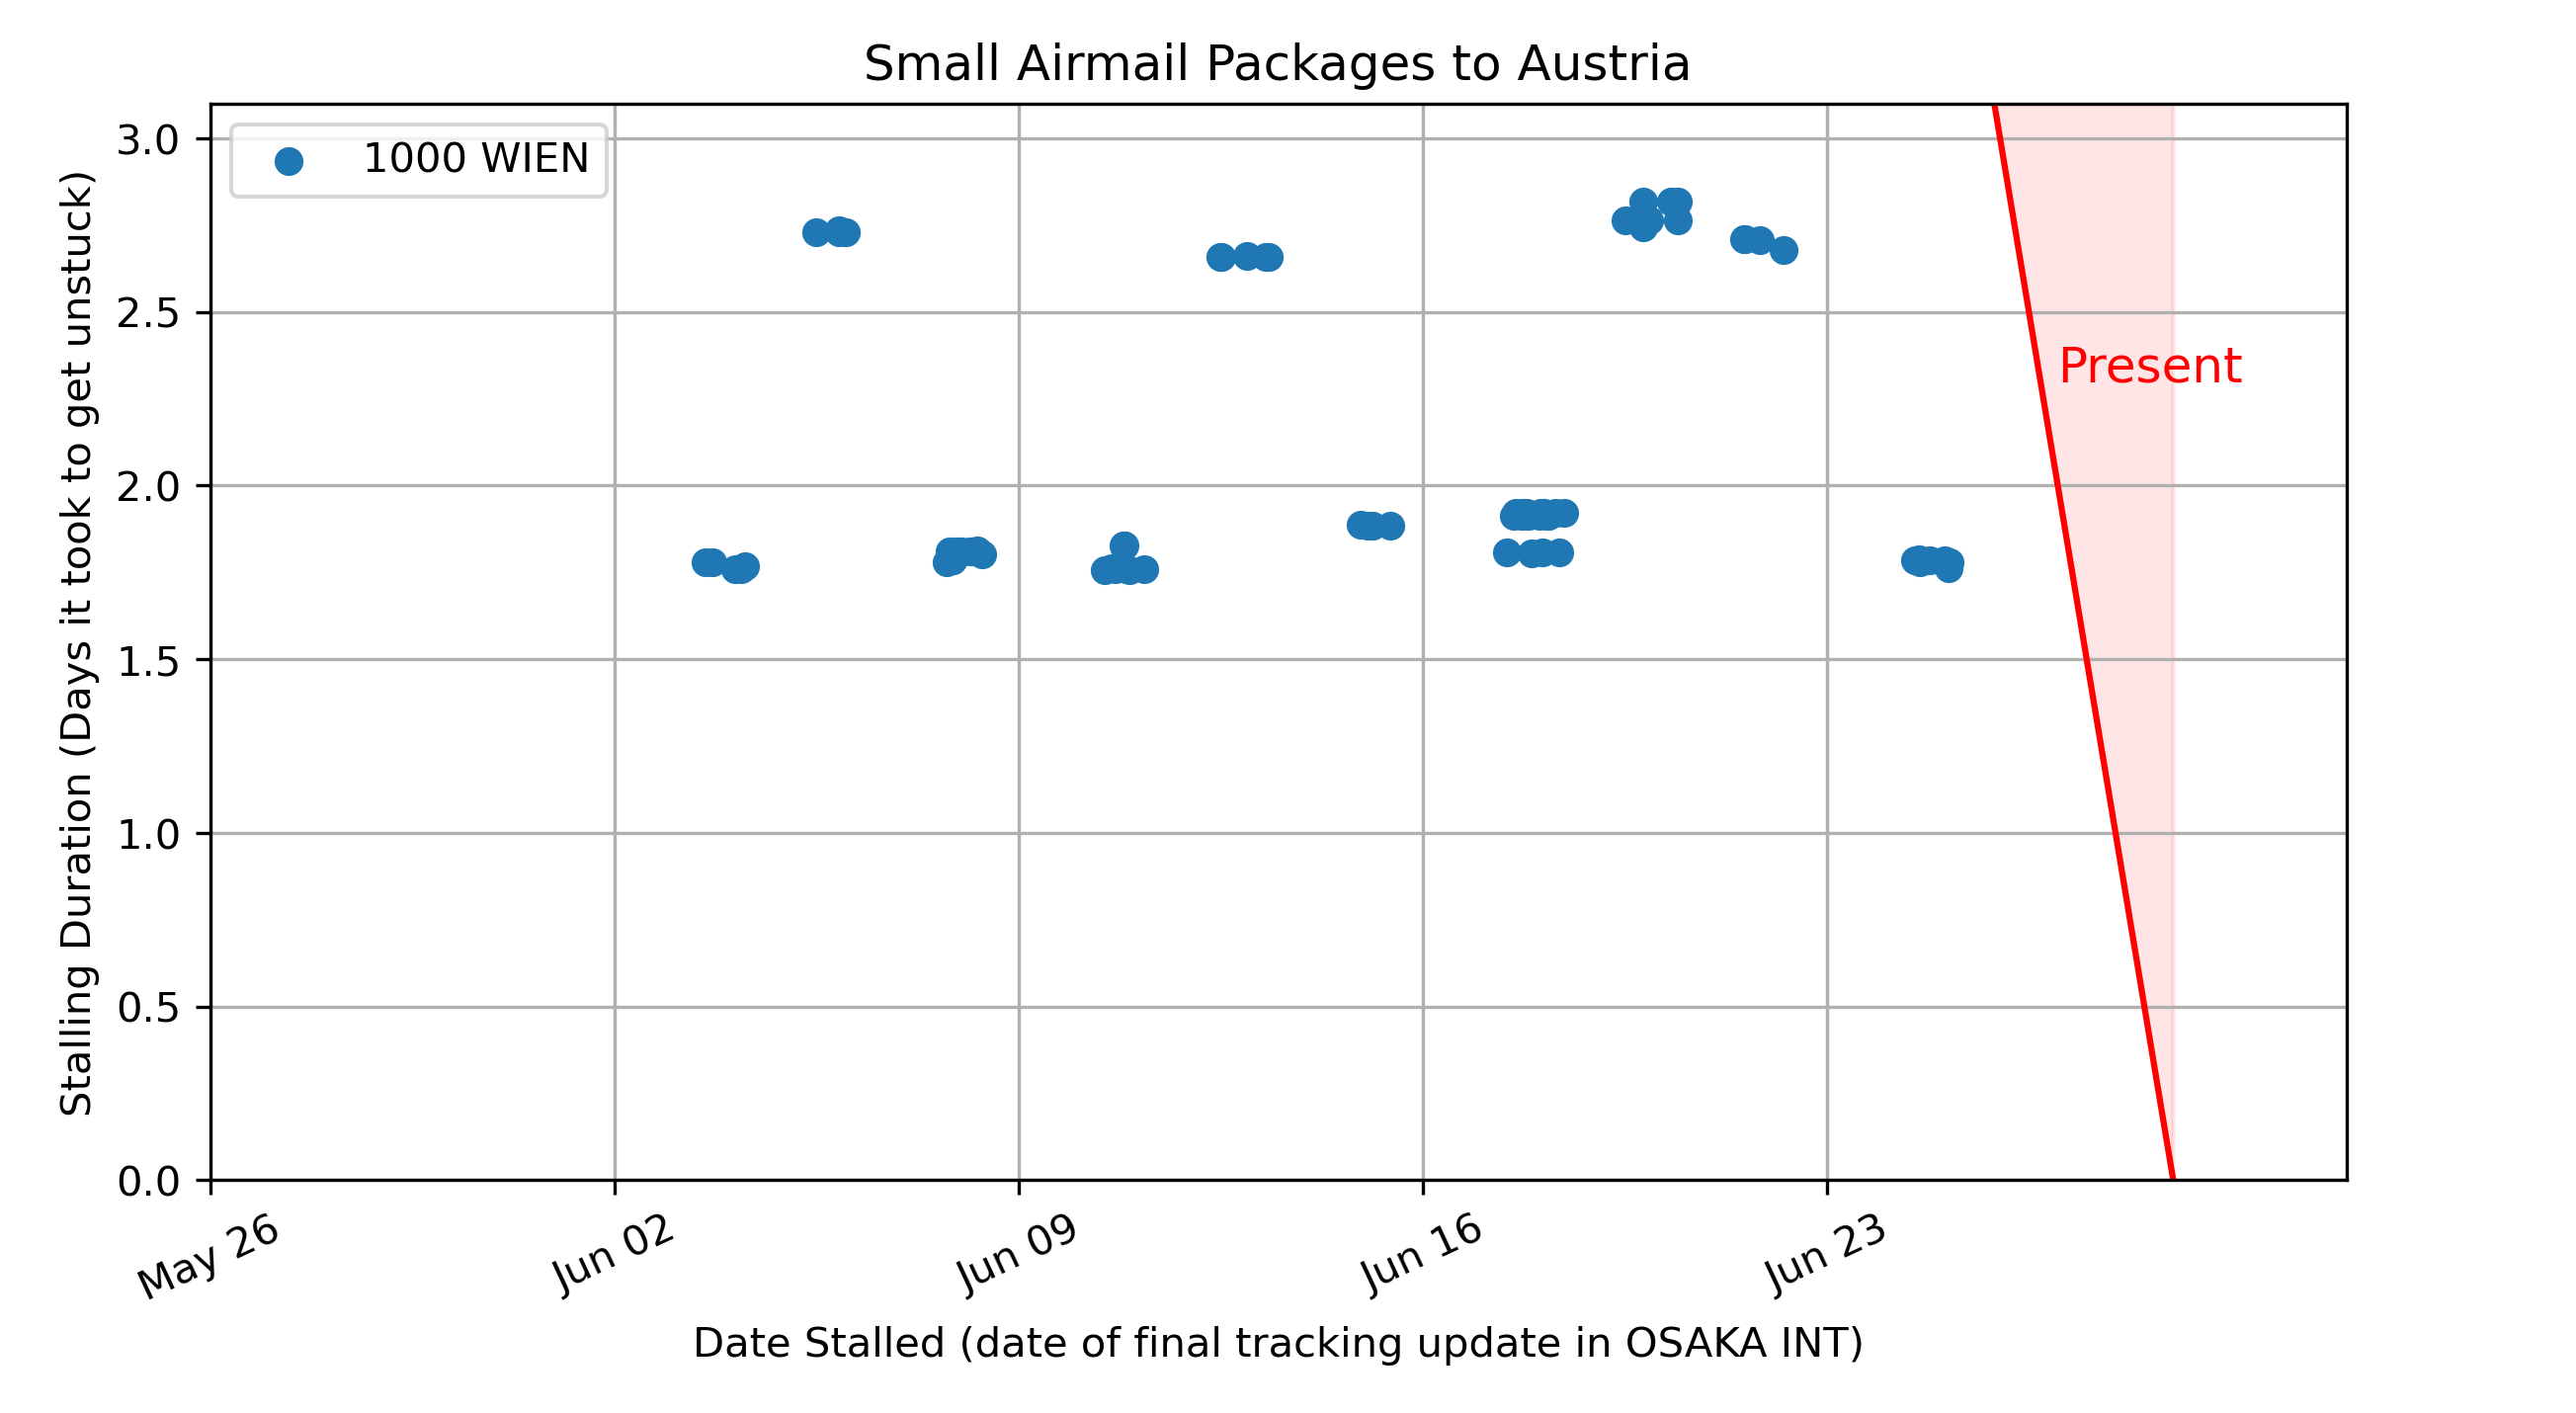 Small Airmail Packages to Austria
1000 WIEN
Present
3.0
2.5
2.0
1.5
1.0
0.5
0.0
Stalling Duration (Days it took to get unstuck)
May 26
Jun 02
Jun 09
Jun 16
Jun 23
Date Stalled (date of final tracking update in OSAKA INT)